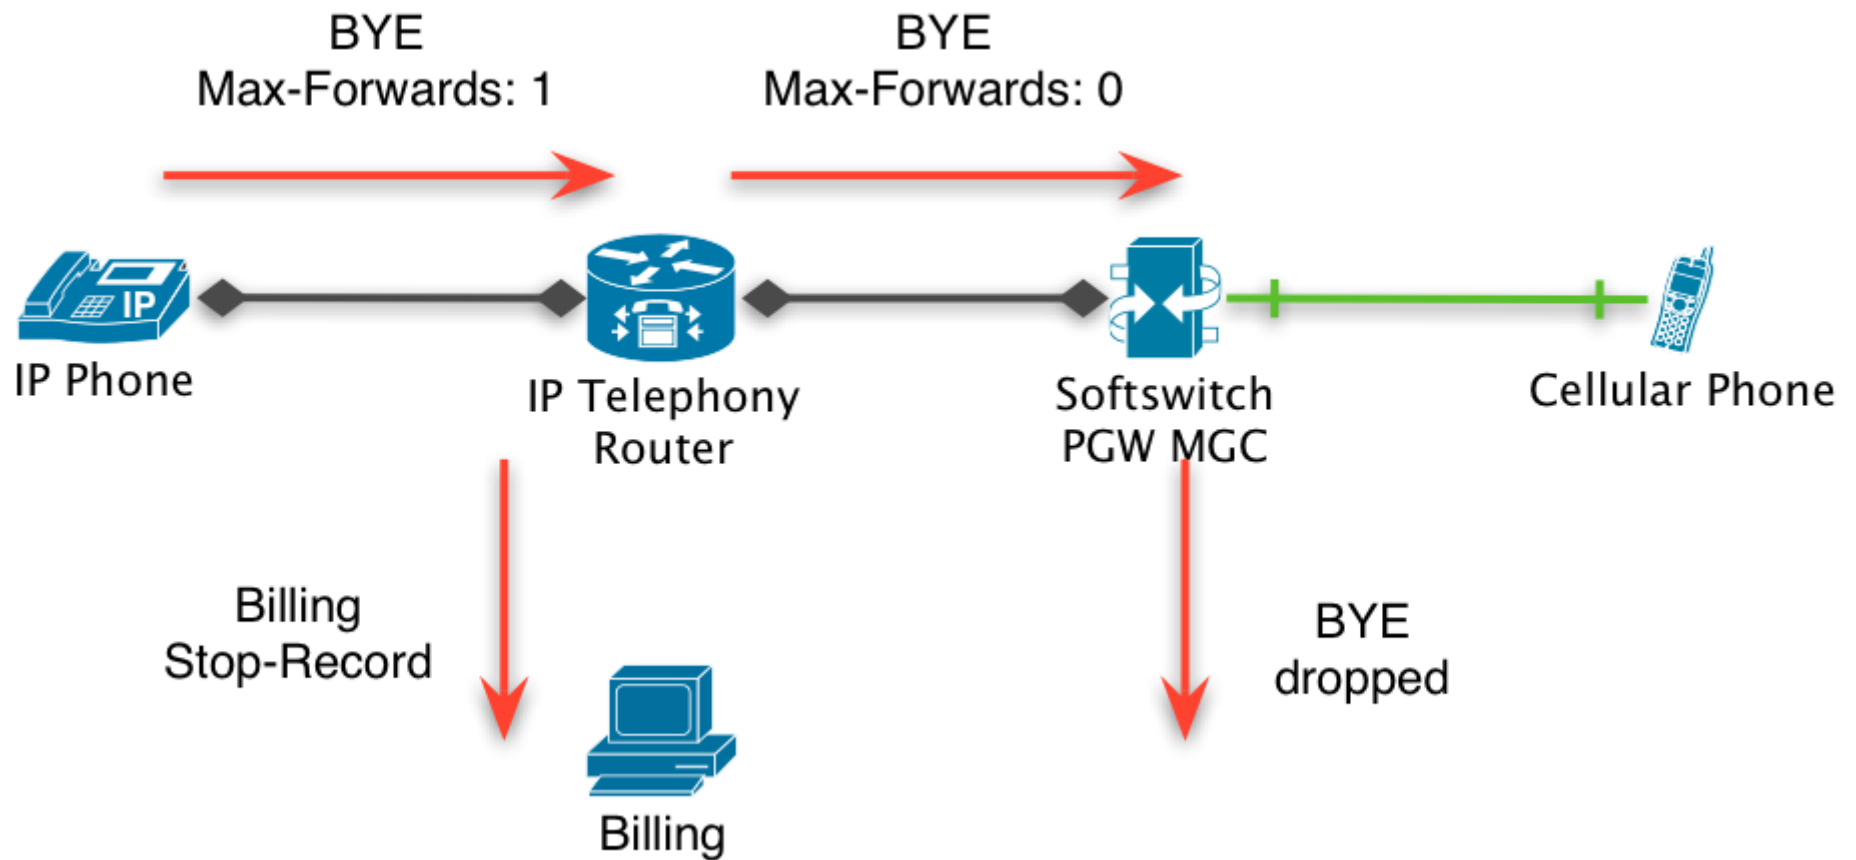 BYE
Max-Forwards: 1
BYE
Max-Forwards: 0
IP
IP Phone
IP Telephony
Router
Softswitch
PGW MGC
Cellular Phone
Billing
Stop-Record
BYE
dropped
Billing